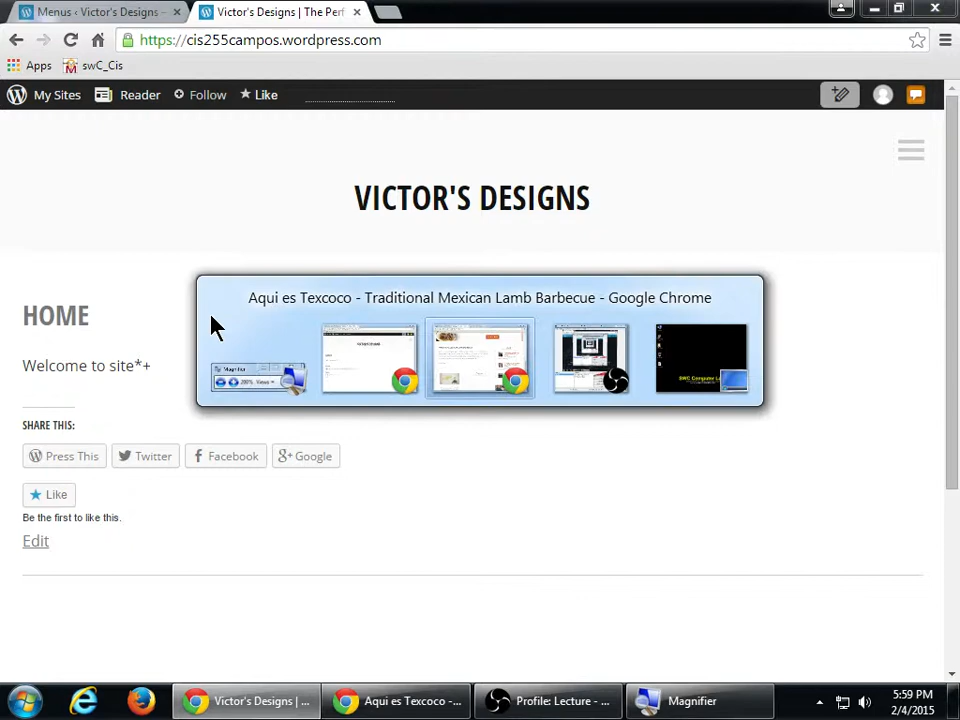 Menus ‹ Victor's Designs -
Victor's Designs | The Perf
https://cis255campos.wordpress.com
Apps
swC_Cis
My Sites
Reader
Follow
Like
VICTOR'S DESIGNS
Aqui es Texcoco - Traditional Mexican Lamb Barbecue - Google Chrome
Magnifier
200%
Views
HOME
Welcome to site*+
SHARE THIS:
Press This
Twitter
Facebook
Google
Like
Be the first to like this.
Edit
Victor's Designs | ...
Aqui es Texcoco -...
Profile: Lecture - ...
Magnifier
5:59 PM
2/4/2015